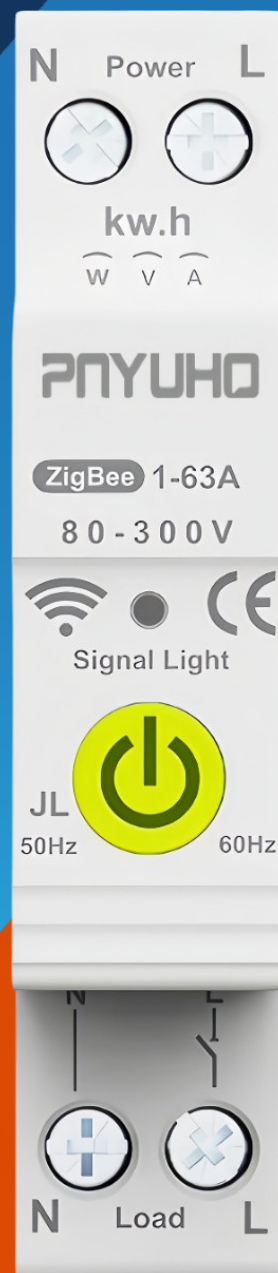 N Power L
kw.h
W V A
PNYUHO
ZigBee 1-63A
80-300V
CE
Signal Light
JL
50Hz 60Hz
N L
N Load L